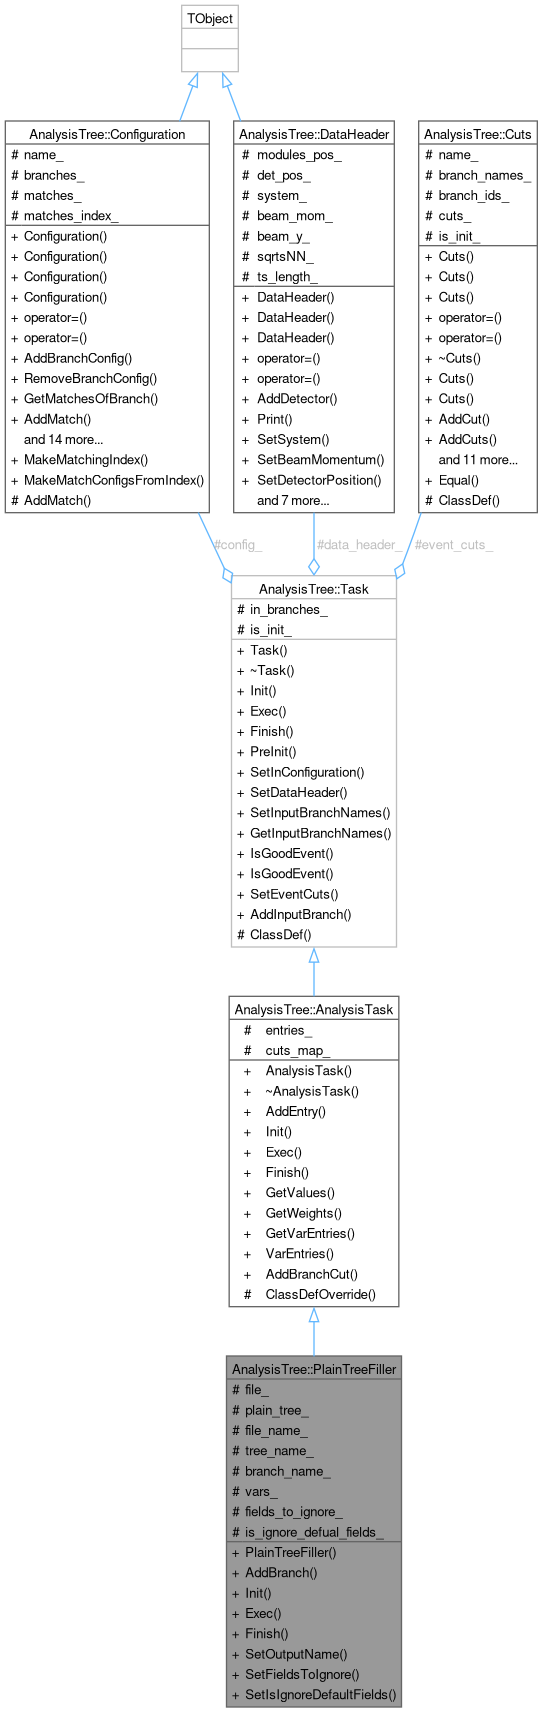 TObject
AnalysisTree::Configuration
# name_
# branches_
# matches_
# matches_index_
+ Configuration()
+ Configuration()
+ Configuration()
+ Configuration()
+ operator=()
+ operator=()
+ AddBranchConfig()
+ RemoveBranchConfig()
+ GetMatchesOfBranch()
+ AddMatch()
and 14 more...
+ MakeMatchingIndex()
+ MakeMatchConfigsFromIndex()
# AddMatch()
AnalysisTree::DataHeader
# modules_pos_
# det_pos_
# system_
# beam_mom_
# beam_y_
# sqrtsNN_
# ts_length_
+ DataHeader()
+ DataHeader()
+ DataHeader()
+ operator=()
+ operator=()
+ AddDetector()
+ Print()
+ SetSystem()
+ SetBeamMomentum()
+ SetDetectorPosition()
and 7 more...
AnalysisTree::Cuts
# name_
# branch_names_
# branch_ids_
# cuts_
# is_init_
+ Cuts()
+ Cuts()
+ Cuts()
+ operator=()
+ operator=()
+ ~Cuts()
+ Cuts()
+ Cuts()
+ AddCut()
+ AddCuts()
and 11 more...
+ Equal()
# ClassDef()
#config_
#data_header_
#event_cuts_
AnalysisTree::Task
# in_branches_
# is_init_
+ Task()
+ ~Task()
+ Init()
+ Exec()
+ Finish()
+ PreInit()
+ SetInConfiguration()
+ SetDataHeader()
+ SetInputBranchNames()
+ GetInputBranchNames()
+ IsGoodEvent()
+ IsGoodEvent()
+ SetEventCuts()
+ AddInputBranch()
# ClassDef()
AnalysisTree::AnalysisTask
# entries_
# cuts_map_
+ AnalysisTask()
+ ~AnalysisTask()
+ AddEntry()
+ Init()
+ Exec()
+ Finish()
+ GetValues()
+ GetWeights()
+ GetVarEntries()
+ VarEntries()
+ AddBranchCut()
# ClassDefOverride()
AnalysisTree::PlainTreeFiller
# file_
# plain_tree_
# file_name_
# tree_name_
# branch_name_
# vars_
# fields_to_ignore_
# is_ignore_defual_fields_
+ PlainTreeFiller()
+ AddBranch()
+ Init()
+ Exec()
+ Finish()
+ SetOutputName()
+ SetFieldsToIgnore()
+ SetIsIgnoreDefaultFields()